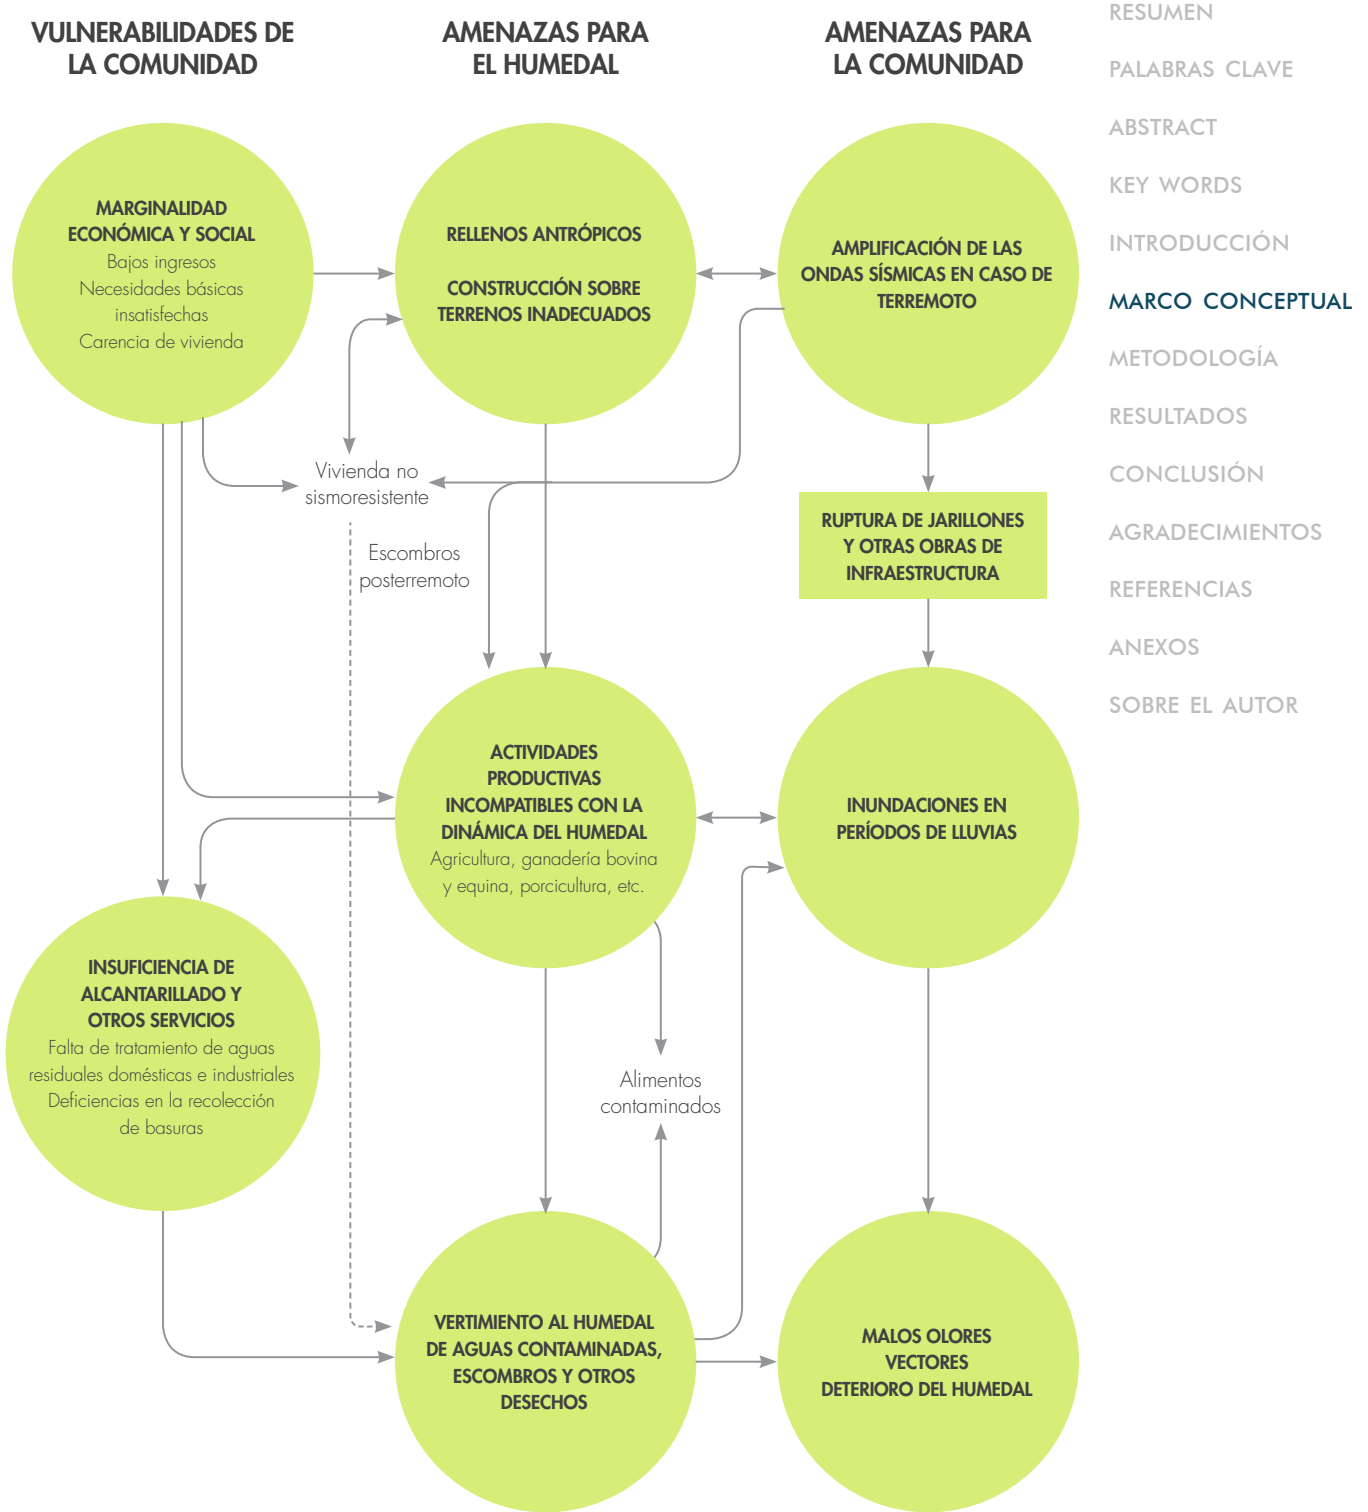 VULNERABILIDADES DE
LA COMUNIDAD
AMENAZAS PARA
EL HUMEDAL
AMENAZAS PARA
LA COMUNIDAD
MARGINALIDAD
ECONÓMICA Y SOCIAL
Bajos ingresos
Necesidades básicas
insatisfechas
Carencia de vivienda
RELLENOS ANTRÓPICOS
CONSTRUCCIÓN SOBRE
TERRENOS INADECUADOS
AMPLIFICACIÓN DE LAS
ONDAS SÍSMICAS EN CASO DE
TERREMOTO
Vivienda no
sismoresistente
Escombros
posterremoto
RUPTURA DE JARILLONES
Y OTRAS OBRAS DE
INFRAESTRUCTURA
ACTIVIDADES
PRODUCTIVAS
INCOMPATIBLES CON LA
DINÁMICA DEL HUMEDAL
Agricultura, ganadería bovina
y equina, porcicultura, etc.
INUNDACIONES EN
PERÍODOS DE LLUVIAS
INSUFICIENCIA DE
ALCANTARILLADO Y
OTROS SERVICIOS
Falta de tratamiento de aguas
residuales domésticas e industriales
Deficiencias en la recolección
de basuras
Alimentos
contaminados
VERTIMIENTO AL HUMEDAL
DE AGUAS CONTAMINADAS,
ESCOMBROS Y OTROS
DESECHOS
MALOS OLORES
VECTORES
DETERIORO DEL HUMEDAL
RESUMEN
PALABRAS CLAVE
ABSTRACT
KEY WORDS
INTRODUCCIÓN
MARCO CONCEPTUAL
METODOLOGÍA
RESULTADOS
CONCLUSIÓN
AGRADECIMIENTOS
REFERENCIAS
ANEXOS
SOBRE EL AUTOR